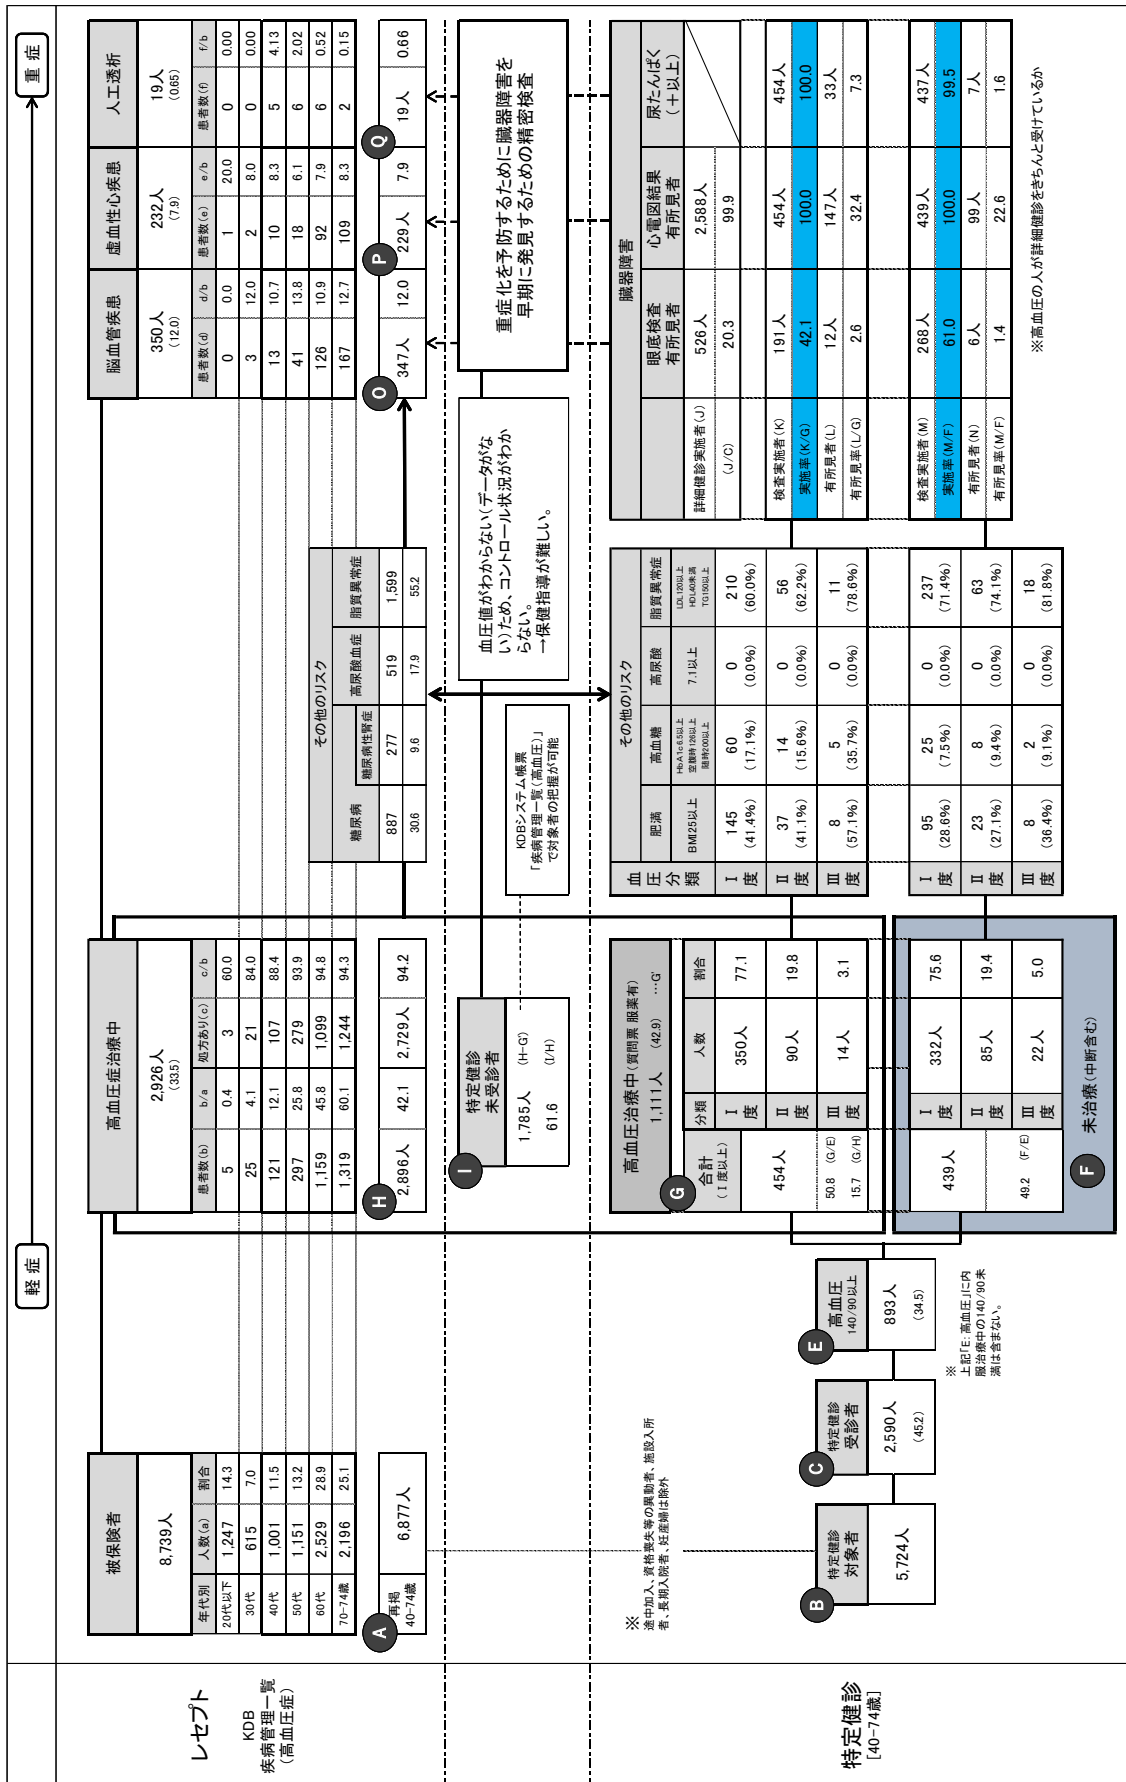 軽症
重症
レセプト
KDB
疾病管理一覧
(高血圧症)
被保険者
8,739人
年代別 人数(a) 割合
20代以下 1,247 14.3
30代 615 7.0
40代 1,001 11.5
50代 1,151 13.2
60代 2,529 28.9
70-74歳 2,196 25.1
A
再掲
40-74歳
6,877人
高血圧症治療中
2,926人
(33.5)
患者数(b) b/a 処方あり(c) c/b
5 0.4 3 60.0
25 4.1 21 84.0
121 12.1 107 88.4
297 25.8 279 93.9
1,159 45.8 1,099 94.8
1,319 60.1 1,244 94.3
H
2,896人 42.1 2,729人 94.2
その他のリスク
糖尿病 糖尿病性腎症 高尿酸血症 脂質異常症
887 277 519 1,599
30.6 9.6 17.9 55.2
脳血管疾患 虚血性心疾患 人工透析
350人 232人 19人
(12.0) (7.9) (0.65)
患者数(d) d/b 患者数(e) e/b 患者数(f) f/b
0 0.0 1 20.0 0 0.00
3 12.0 2 8.0 0 0.00
13 10.7 10 8.3 5 4.13
41 13.8 18 6.1 6 2.02
126 10.9 92 7.9 6 0.52
167 12.7 109 8.3 2 0.15
O P Q
347人 12.0 229人 7.9 19人 0.66
I
特定健診
未受診者
1,785人 (H-G')
61.6 (I/H)
KDBシステム帳票
「疾病管理一覧(高血圧)」
で対象者の把握が可能
血圧値がわからない(データがな
い)ため、コントロール状況がわか
らない。
→保健指導が難しい。
重症化を予防するために臓器障害を
早期に発見するための精密検査
特定健診
[40-74歳]
※
途中加入、資格喪失等の異動者、施設入所
者、長期入院者、妊産婦は除外
B
特定健診
対象者
5,724人
C
特定健診
受診者
2,590人
(45.2)
E
高血圧
140/90以上
893人
(34.5)
※
上記「E:高血圧」に内
服治療中の140/90未
満は含まない。
高血圧治療中(質問票 服薬有)
1,111人 (42.9) …G'
G
合計
(Ⅰ度以上)
分類 人数 割合
454人
50.8 (G/E)
15.7 (G/H)
Ⅰ度 350人 77.1
Ⅱ度 90人 19.8
Ⅲ度 14人 3.1
439人
49.2 (F/E)
Ⅰ度 332人 75.6
Ⅱ度 85人 19.4
Ⅲ度 22人 5.0
F
未治療(中断含む)
血圧分類
その他のリスク
肥満 高血糖 高尿酸 脂質異常症
BMI25以上
HbA1c6.5以上
空腹時126以上
随時200以上
7.1以上
LDL120以上
HDL40未満
TG150以上
Ⅰ度 145 60 0 210
(41.4%) (17.1%) (0.0%) (60.0%)
Ⅱ度 37 14 0 56
(41.1%) (15.6%) (0.0%) (62.2%)
Ⅲ度 8 5 0 11
(57.1%) (35.7%) (0.0%) (78.6%)
Ⅰ度 95 25 0 237
(28.6%) (7.5%) (0.0%) (71.4%)
Ⅱ度 23 8 0 63
(27.1%) (9.4%) (0.0%) (74.1%)
Ⅲ度 8 2 0 18
(36.4%) (9.1%) (0.0%) (81.8%)
臓器障害
眼底検査
有所見者
心電図結果
有所見者
尿たんぱく
(+以上)
詳細健診実施者(J) 526人 2,588人
(J/C) 20.3 99.9
検査実施者(K) 191人 454人 454人
実施率(K/G) 42.1 100.0 100.0
有所見者(L) 12人 147人 33人
有所見率(L/G) 2.6 32.4 7.3
検査実施者(M) 268人 439人 437人
実施率(M/F) 61.0 100.0 99.5
有所見者(N) 6人 99人 7人
有所見率(M/F) 1.4 22.6 1.6
※高血圧の人が詳細健診をきちんと受けているか